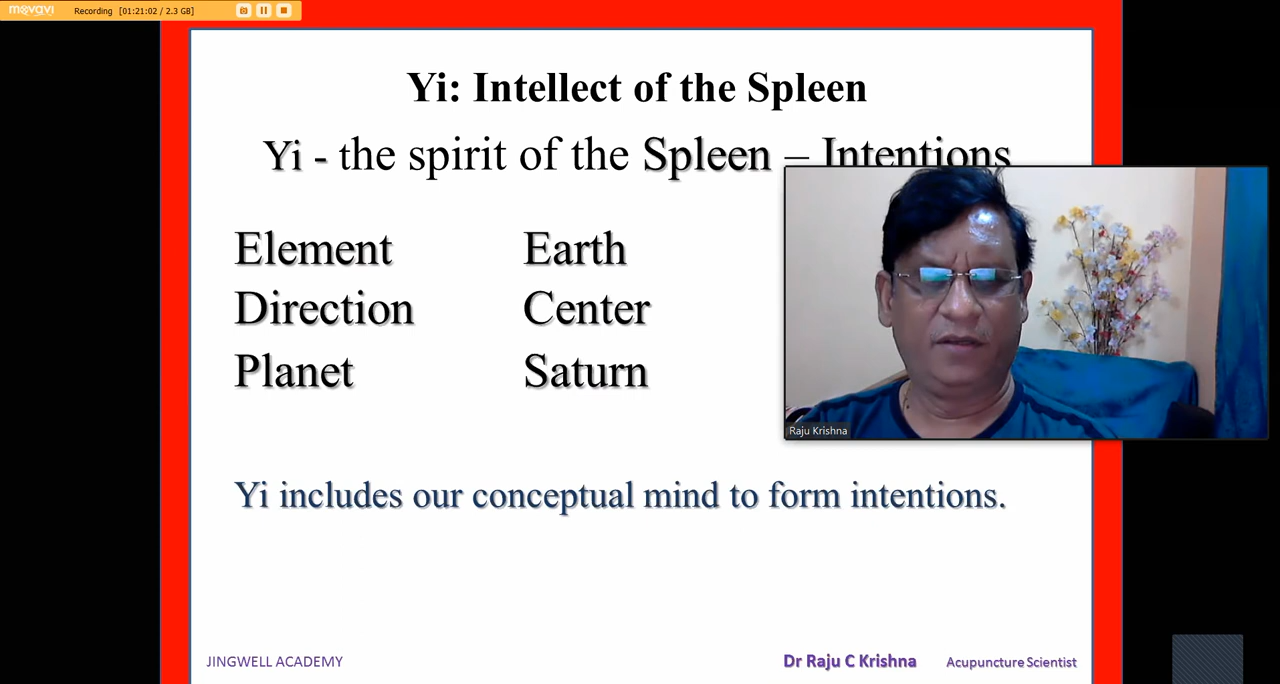 movavi Recording [01:21:02 / 2.3 GB]
Yi: Intellect of the Spleen
Yi - the spirit of the Spleen – Intentions
Element Earth
Direction Center
Planet Saturn
Raju Krishna
Yi includes our conceptual mind to form intentions.
JINGWELL ACADEMY Dr Raju C Krishna Acupuncture Scientist